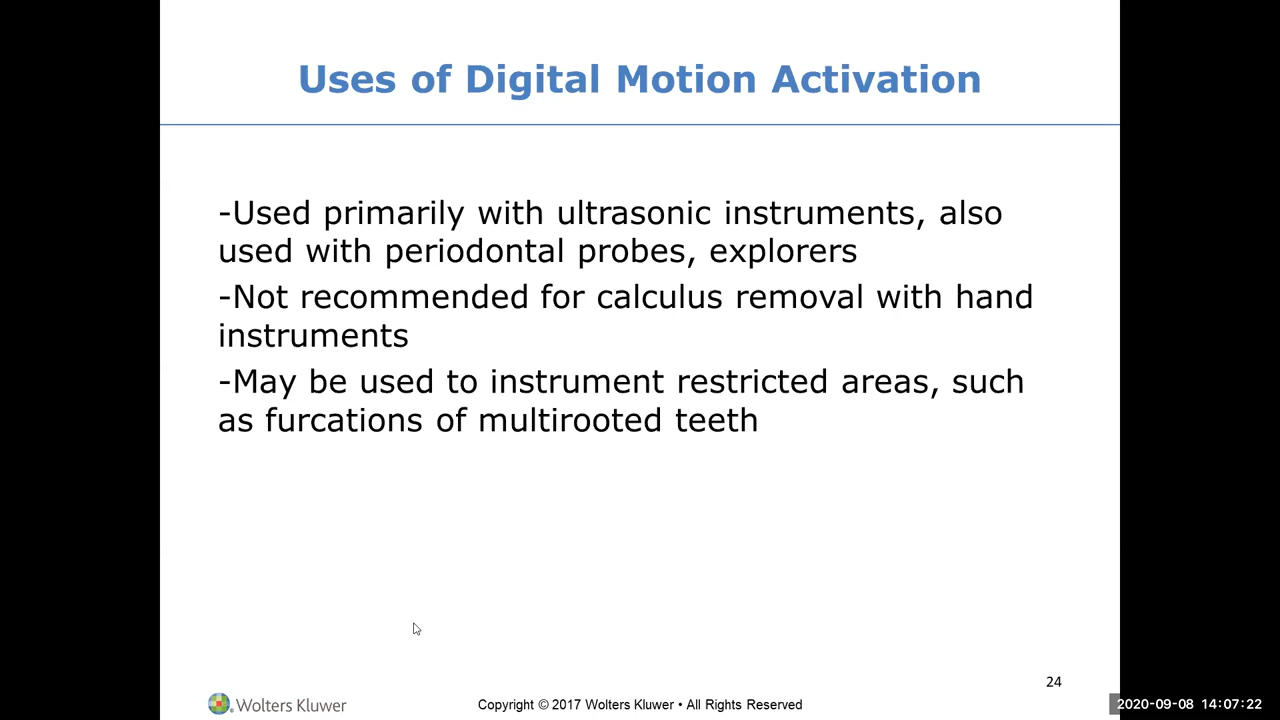 Uses of Digital Motion Activation
-Used primarily with ultrasonic instruments, also
used with periodontal probes, explorers
-Not recommended for calculus removal with hand
instruments
-May be used to instrument restricted areas, such
as furcations of multirooted teeth
24
Wolters Kluwer
Copyright © 2017 Wolters Kluwer • All Rights Reserved
2020-09-08 14:07:22